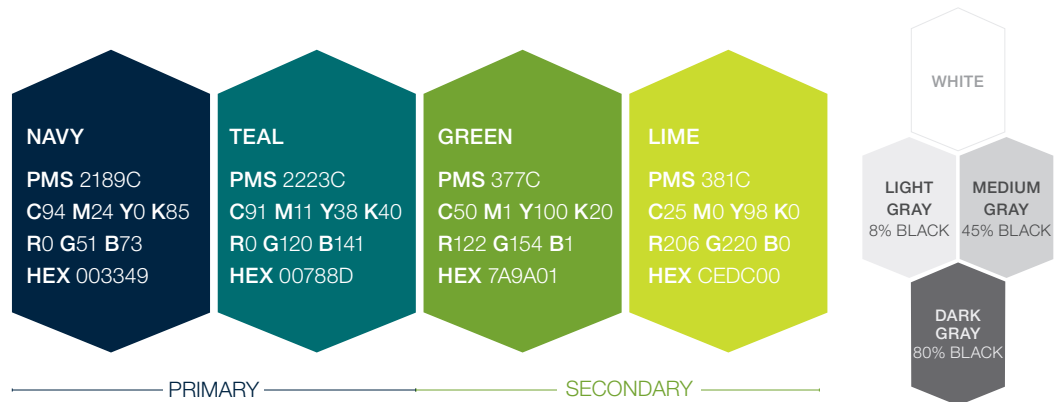 NAVY
PMS 2189C
C94 M24 Y0 K85
R0 G51 B73
HEX 003349
TEAL
PMS 2223C
C91 M11 Y38 K40
R0 G120 B141
HEX 00788D
GREEN
PMS 377C
C50 M1 Y100 K20
R122 G154 B1
HEX 7A9A01
LIME
PMS 381C
C25 M0 Y98 K0
R206 G220 B0
HEX CEDC00
PRIMARY
SECONDARY
WHITE
LIGHT
GRAY
8% BLACK
MEDIUM
GRAY
45% BLACK
DARK
GRAY
80% BLACK